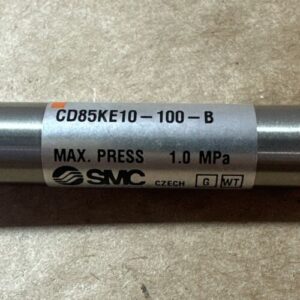 CD85KE10-100-B
MAX. PRESS 1.0 MPa
SMC CZECH G WT